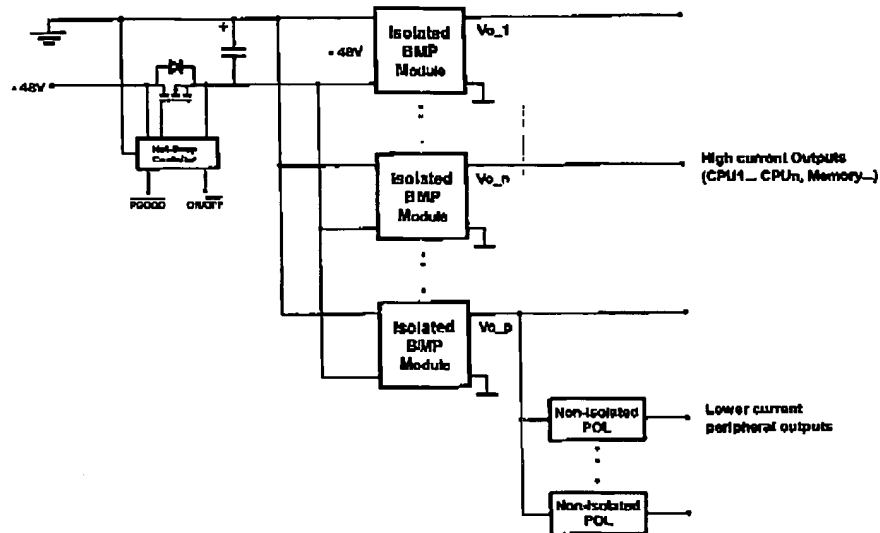 Isolated
BMP
Module
Vo_1
-48V
-48V
Hot-Swap
Controller
PGOOD
ON/OFF
Isolated
BMP
Module
Vo_n
High current Outputs
(CPU1... CPUn, Memory...)
Isolated
BMP
Module
Vo_p
Non-Isolated
POL
Lower current
peripheral outputs
Non-Isolated
POL